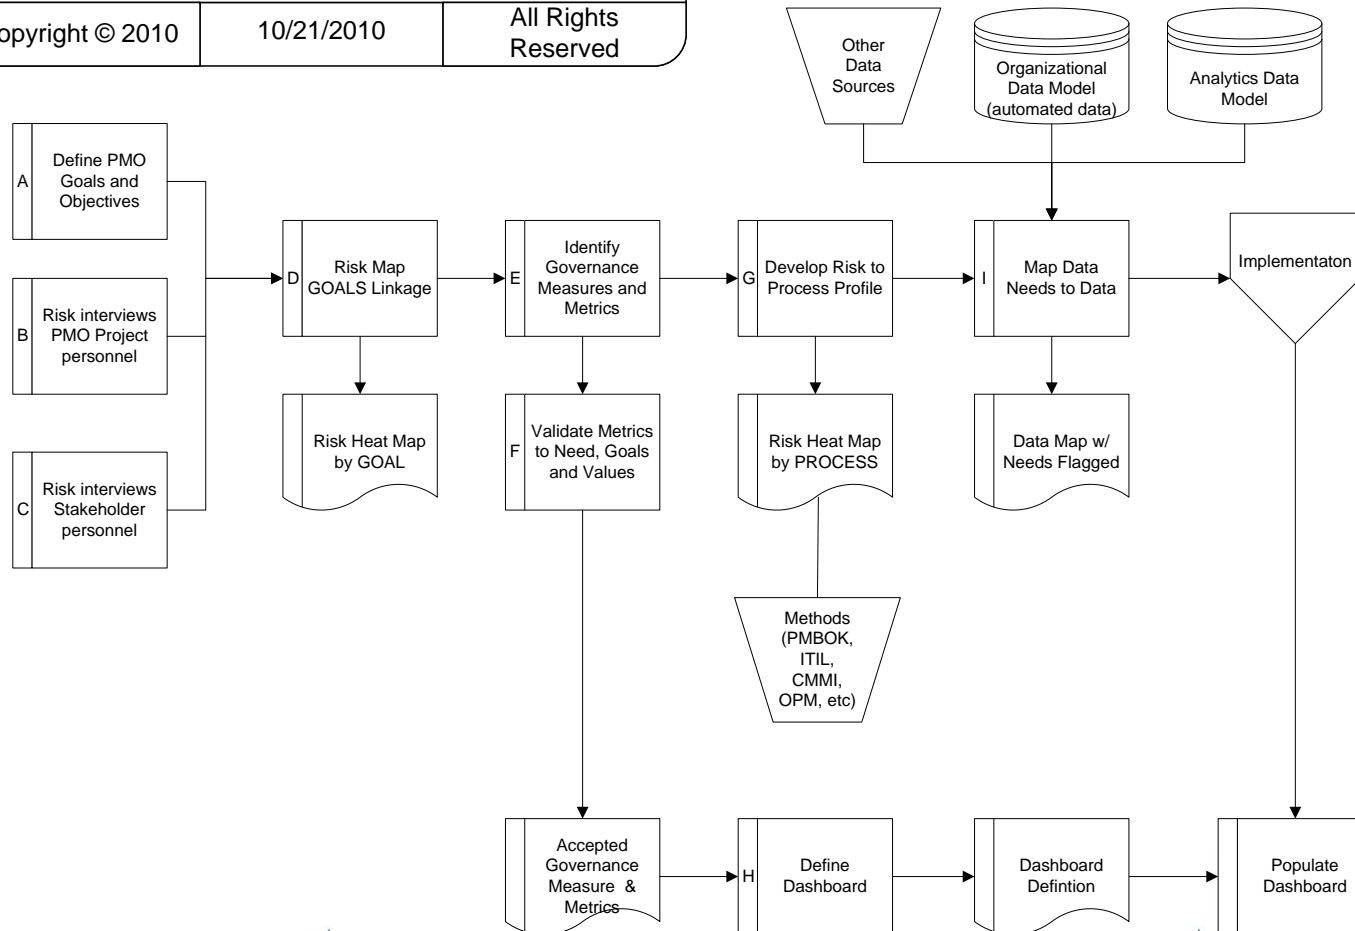 opyright © 2010
10/21/2010
All Rights
Reserved
Other
Data
Sources
Organizational
Data Model
(automated data)
Analytics Data
Model
A
Define PMO
Goals and
Objectives
B
Risk interviews
PMO Project
personnel
C
Risk interviews
Stakeholder
personnel
D
Risk Map
GOALS Linkage
E
Identify
Governance
Measures and
Metrics
G
Develop Risk to
Process Profile
I
Map Data
Needs to Data
Implementaton
Risk Heat Map
by GOAL
F
Validate Metrics
to Need, Goals
and Values
Risk Heat Map
by PROCESS
Data Map w/
Needs Flagged
Methods
(PMBOK,
ITIL,
CMMI,
OPM, etc)
Accepted
Governance
Measure &
Metrics
H
Define
Dashboard
Dashboard
Defintion
Populate
Dashboard